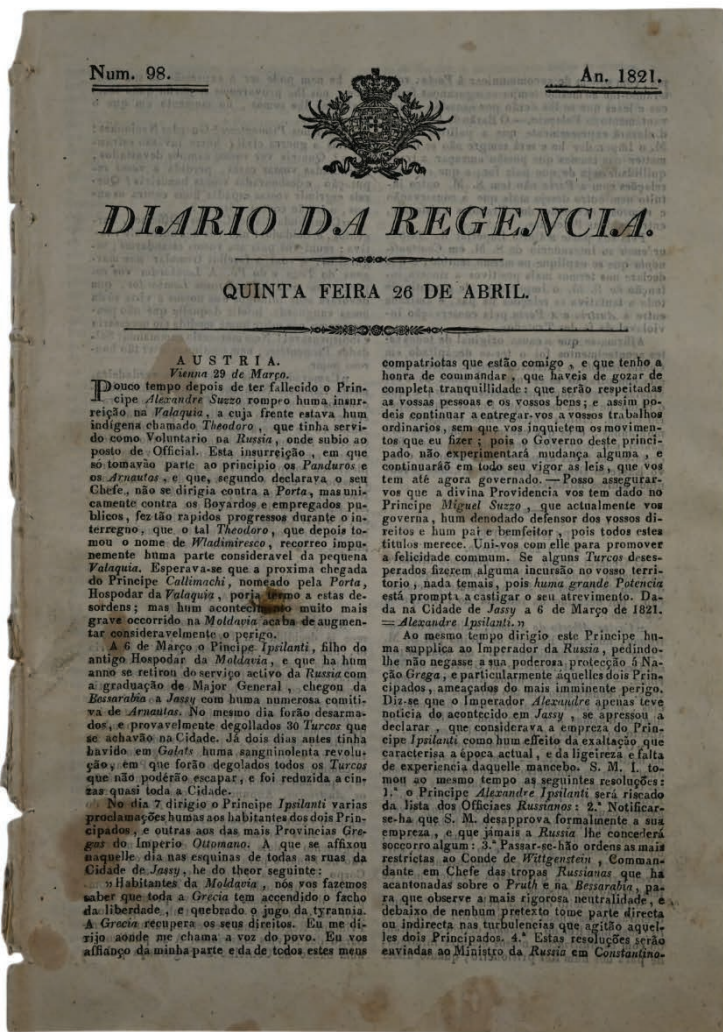 Num. 98.
An. 1821.
DIARIO DA REGENCIA.
QUINTA FEIRA 26 DE ABRIL.
AUSTRIA.
Vienna 29 de Março.
Pouco tempo depois de ter fallecido o Prin-
cipe Alexandre Suzzo rompeo huma insur-
reição na Valaquia, a cuja frente estava hum
indigena chamado Theodoro, que tinha servi-
do como Voluntario na Russia, onde subio ao
posto de Official. Esta insurreição, em que
só tomavão parte ao principio os Panduros e
os Arnautas, e que, segundo declarava o seu
Chefe, não se dirigia contra a Porta, mas uni-
camente contra os Boyardos e empregados pu-
blicos, fez tão rapidos progressos durante o in-
terregno, que o tal Theodoro, que depois to-
mou o nome de Wladimiresco, recorreo impu-
nemente huma parte consideravel da pequena
Valaquia. Esperava-se que a proxima chegada
do Principe Callimachi, nomeado pela Porta,
Hospodar da Valaquia, poria termo a estas de-
sordens; mas hum acontecimento muito mais
grave occorrido na Moldavia acaba de augmen-
tar consideravelmente o perigo.
A 6 de Março o Pincipe Ipsilanti, filho do
antigo Hospodar da Moldavia, e que ha hum
anno se retirou do serviço activo da Russia com
a graduação de Major General, chegou da
Bessarabia a Jassy com huma numerosa comiti-
va de Arnautas. No mesmo dia forão desarma-
dos, e provavelmente degollados 30 Turcos que
se achavão na Cidade. Já dous dias antes tinha
havido em Galats huma sangninolenta revolu-
ção, em que forão degolados todos os Turcos
que não podérão escapar, e foi reduzida a cin-
zas quasi toda a Cidade.
No dia 7 dirigio o Principe Ipsilanti varias
proclamações humas aos habitantes dos dois Prin-
cipados, e outras aos das mais Provincias Gre-
gas do Imperio Ottomano. A que se affixou
naquelle dia nas esquinas de todas as ruas da
Cidade de Jassy, he do theor seguinte:
" Habitantes da Moldavia, nós vos fazemos
saber que toda a Grecia tem accendido o facho
da liberdade, e quebrado o jugo da tyrannia.
A Grecia recupera os seus direitos. Eu me di-
rijo aonde me chama a voz do povo. Eu vos
affianço da minha parte e da de todos estes meus
compatriotas que estão comigo, e que tenho a
honra de commandar, que haveis de gozar de
completa tranquillidade: que serão respeitadas
as vossas pessoas e os vossos bens; e assim po-
deis continuar a entregar-vos a vossos trabalhos
ordinarios, sem que vos inquietem os movimen-
tos que eu fizer; pois o Governo deste princi-
pado não experimentará mudança alguma, e
continuaráõ em todo seu vigor as leis, que vos
tem até agora governado. — Posso assegurar-
vos que a divina Providencia vos tem dado no
Principe Miguel Suzzo, que actualmente vos
governa, hum denodado defensor dos vossos di-
reitos e hum pai e bemfeitor, pois todos estes
titulos merece. Uni-vos com elle para promover
a felicidade commum. Se alguns Turcos deses-
perados fizerem alguma incursão no vosso terri-
torio, nada temais, pois huma grande Potencia
está prompta a castigar o seu atrevimento. Da-
da na Cidade de Jassy a 6 de Março de 1821.
= Alexandre Ipsilanti. "
Ao mesmo tempo dirigio este Principe hu-
ma supplica ao Imperador da Russia, pedindo-
lhe não negasse a sua poderosa protecção á Na-
ção Grega, e particularmente áquelles dois Prin-
cipados, ameaçados do mais imminente perigo.
Diz-se que o Imperador Alexandre apenas teve
noticia do acontecido em Jassy, se apressou a
declarar, que considerava a empreza do Prin-
cipe Ipsilanti como hum effeito da exaltação que
caracterisa a época actual, e da ligeireza e falta
de experiencia daquelle mancebo. S. M. I. to-
mou ao mesmo tempo as seguintes resoluções:
1.ª o Principe Alexandre Ipsilanti será riscado
da lista dos Officiaes Russianos: 2.ª Notificar-
se-ha que S. M. desapprova formalmente a sua
empreza, e que jámais a Russia lhe concederá
soccorro algum: 3.ª Passar-se-hão ordens as mais
restrictas ao Conde de Wittgenstein, Comman-
dante em Chefe das tropas Russianas que ha
acantonadas sobre o Pruth e na Bessarabia, pa-
ra que observe a mais rigorosa neutralidade, e
debaixo de nenhum pretexto tome parte directa
ou indirecta nas turbulencias que agitão aquel-
les dois Principados. 4.ª Estas resoluções serão
enviadas ao Ministro da Russia em Constantino-